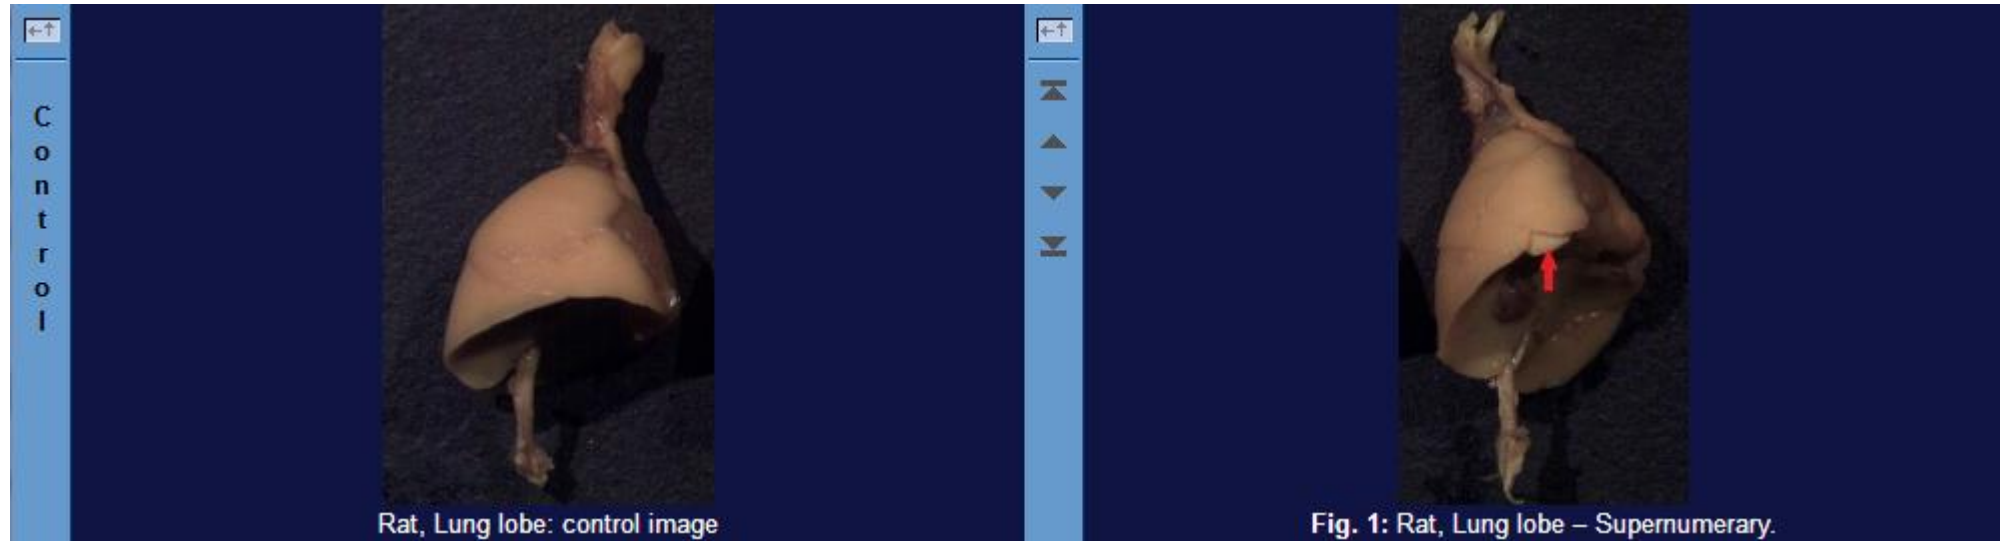 Control
Rat, Lung lobe: control image
Fig. 1: Rat, Lung lobe – Supernumerary.